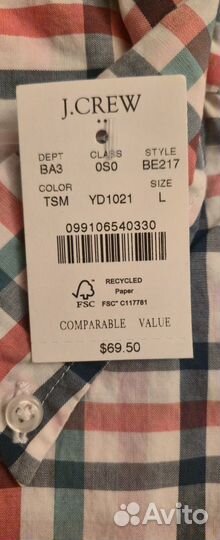 J.CREW
DEPT CLASS STYLE
BA3 0S0 BE217
COLOR SIZE
TSM YD1021 L
099106540330
FSC
RECYCLED
Paper
FSC® C117781
COMPARABLE VALUE
$69.50
Avito